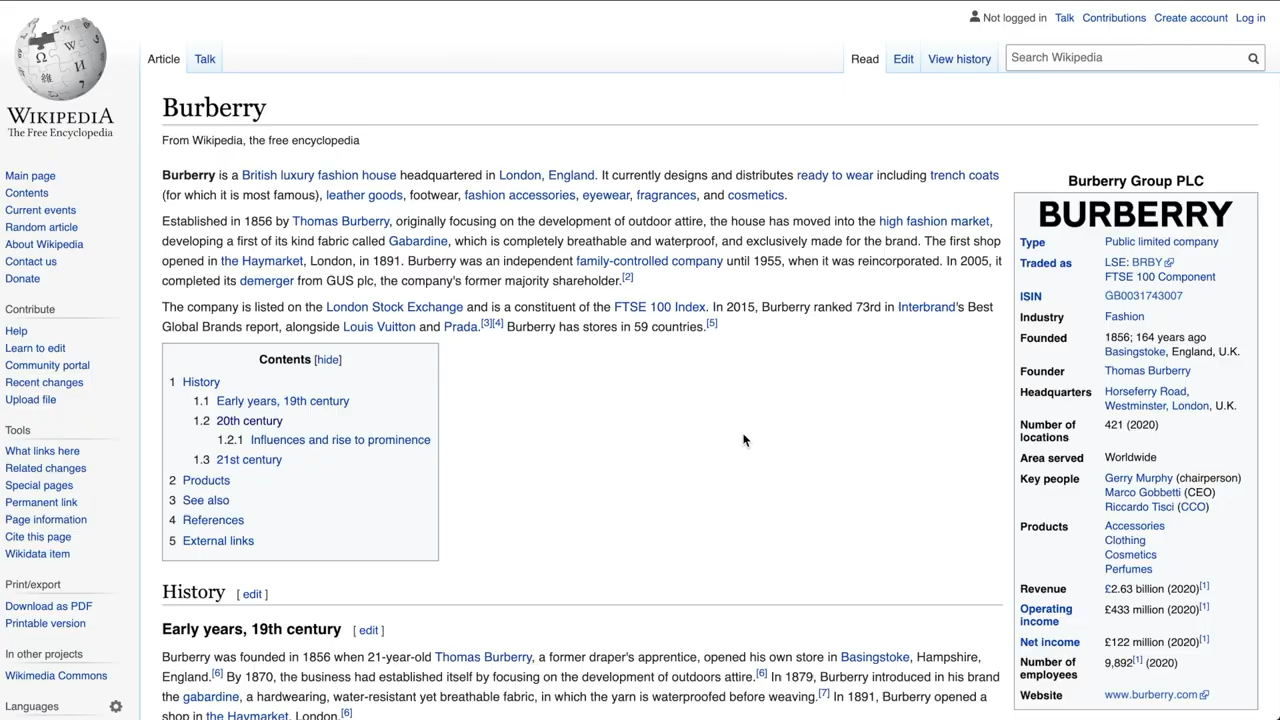 Not logged in Talk Contributions Create account Log in
Article Talk Read Edit View history Search Wikipedia
WIKIPEDIA
The Free Encyclopedia
Main page
Contents
Current events
Random article
About Wikipedia
Contact us
Donate
Contribute
Help
Learn to edit
Community portal
Recent changes
Upload file
Tools
What links here
Related changes
Special pages
Permanent link
Page information
Cite this page
Wikidata item
Print/export
Download as PDF
Printable version
In other projects
Wikimedia Commons
Languages
Burberry
From Wikipedia, the free encyclopedia
Burberry is a British luxury fashion house headquartered in London, England. It currently designs and distributes ready to wear including trench coats
(for which it is most famous), leather goods, footwear, fashion accessories, eyewear, fragrances, and cosmetics.
Established in 1856 by Thomas Burberry, originally focusing on the development of outdoor attire, the house has moved into the high fashion market,
developing a first of its kind fabric called Gabardine, which is completely breathable and waterproof, and exclusively made for the brand. The first shop
opened in the Haymarket, London, in 1891. Burberry was an independent family-controlled company until 1955, when it was reincorporated. In 2005, it
completed its demerger from GUS plc, the company's former majority shareholder.[2]
The company is listed on the London Stock Exchange and is a constituent of the FTSE 100 Index. In 2015, Burberry ranked 73rd in Interbrand's Best
Global Brands report, alongside Louis Vuitton and Prada.[3][4] Burberry has stores in 59 countries.[5]
Contents [hide]
1 History
1.1 Early years, 19th century
1.2 20th century
1.2.1 Influences and rise to prominence
1.3 21st century
2 Products
3 See also
4 References
5 External links
History [ edit ]
Early years, 19th century [ edit ]
Burberry was founded in 1856 when 21-year-old Thomas Burberry, a former draper's apprentice, opened his own store in Basingstoke, Hampshire,
England.[6] By 1870, the business had established itself by focusing on the development of outdoors attire.[6] In 1879, Burberry introduced in his brand
the gabardine, a hardwearing, water-resistant yet breathable fabric, in which the yarn is waterproofed before weaving.[7] In 1891, Burberry opened a
shop in the Haymarket, London.[6]
Burberry Group PLC
BURBERRY
Type Public limited company
Traded as LSE: BRBY
FTSE 100 Component
ISIN GB0031743007
Industry Fashion
Founded 1856; 164 years ago
Basingstoke, England, U.K.
Founder Thomas Burberry
Headquarters Horseferry Road,
Westminster, London, U.K.
Number of locations 421 (2020)
Area served Worldwide
Key people Gerry Murphy (chairperson)
Marco Gobbetti (CEO)
Riccardo Tisci (CCO)
Products Accessories
Clothing
Cosmetics
Perfumes
Revenue £2.63 billion (2020)[1]
Operating income £433 million (2020)[1]
Net income £122 million (2020)[1]
Number of employees 9,892[1] (2020)
Website www.burberry.com